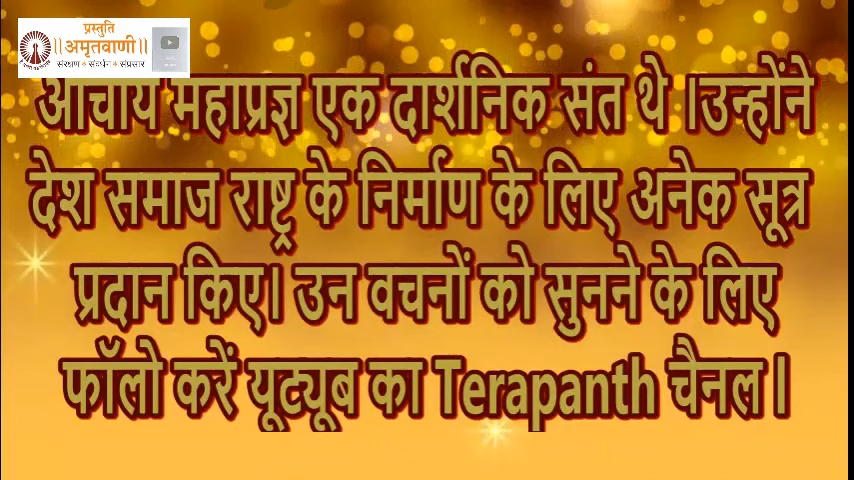 प्रस्तुति
॥अमृतवाणी॥
संरक्षण • संवर्धन • संप्रसार
आचार्य महाप्रज्ञ एक दार्शनिक संत थे ।उन्होंने
देश समाज राष्ट्र के निर्माण के लिए अनेक सूत्र
प्रदान किए। उन वचनों को सुनने के लिए
फॉलो करें यूट्यूब का Terapanth चैनल।